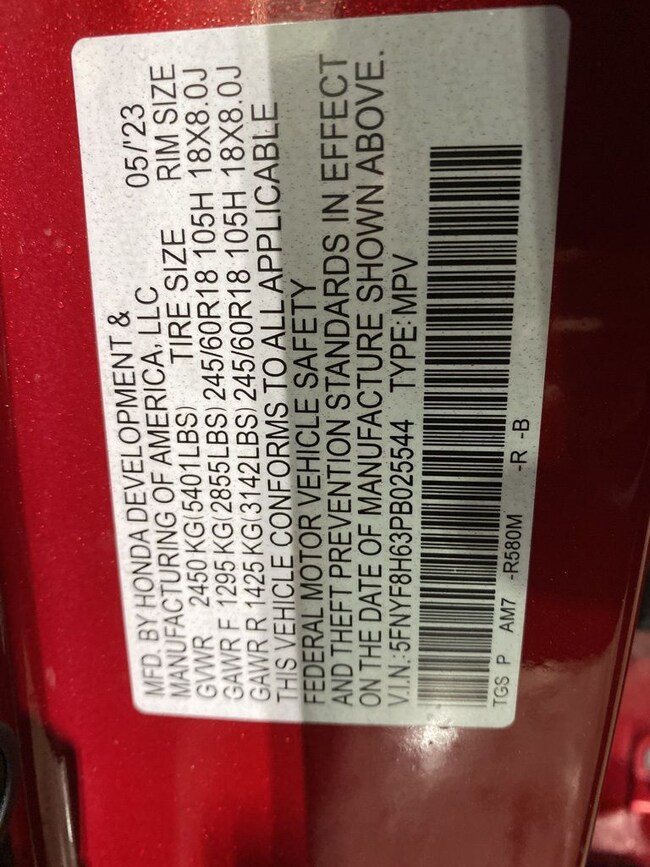 MFD. BY HONDA DEVELOPMENT & 05/'23
MANUFACTURING OF AMERICA, LLC RIM SIZE
GVWR 2450 KG(5401LBS) TIRE SIZE
GAWR F 1295 KG(2855LBS) 245/60R18 105H 18X8.0J
GAWR R 1425 KG(3142LBS) 245/60R18 105H 18X8.0J
THIS VEHICLE CONFORMS TO ALL APPLICABLE
FEDERAL MOTOR VEHICLE SAFETY
AND THEFT PREVENTION STANDARDS IN EFFECT
ON THE DATE OF MANUFACTURE SHOWN ABOVE.
V.I.N.: 5FNYF8H63PB025544 TYPE: MPV
TGS P AM7 -R580M -R -B